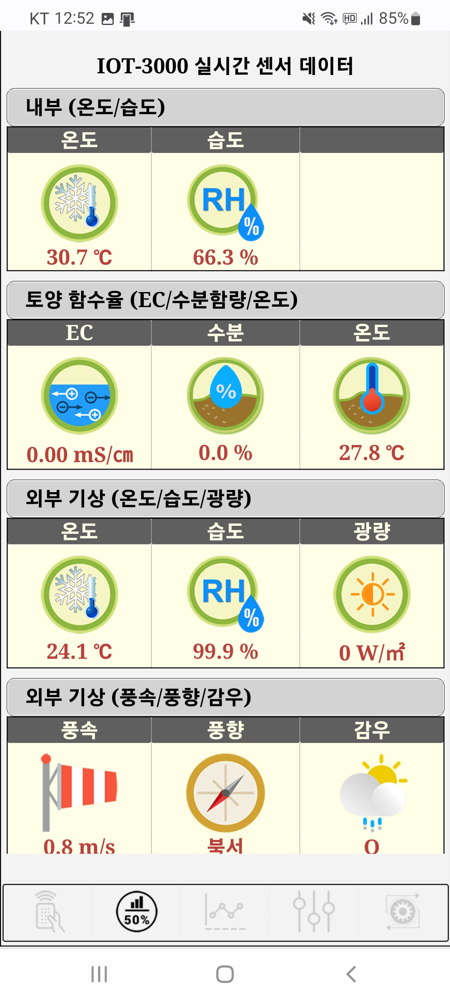 KT 12:52 HD 85%
IOT-3000 실시간 센서 데이터
내부 (온도/습도)
온도 습도
RH
%
30.7 ℃ 66.3 %
토양 함수율 (EC/수분함량/온도)
EC 수분 온도
%
0.00 mS/㎝ 0.0 % 27.8 ℃
외부 기상 (온도/습도/광량)
온도 습도 광량
RH
%
24.1 ℃ 99.9 % 0 W/㎡
외부 기상 (풍속/풍향/감우)
풍속 풍향 감우
0.8 m/s 북서 O
50%